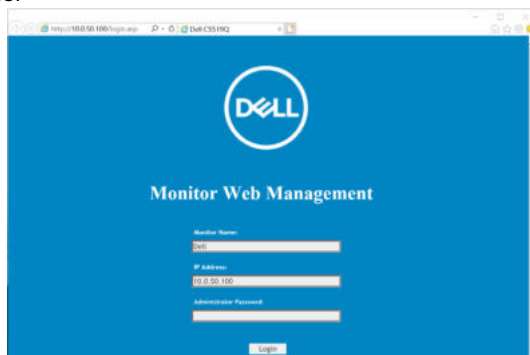 http://10.0.50.100/login.asp
Dell C5519Q
DELL
Monitor Web Management
Monitor Name:
Dell
IP Address:
10.0.50.100
Administrator Password:
Login